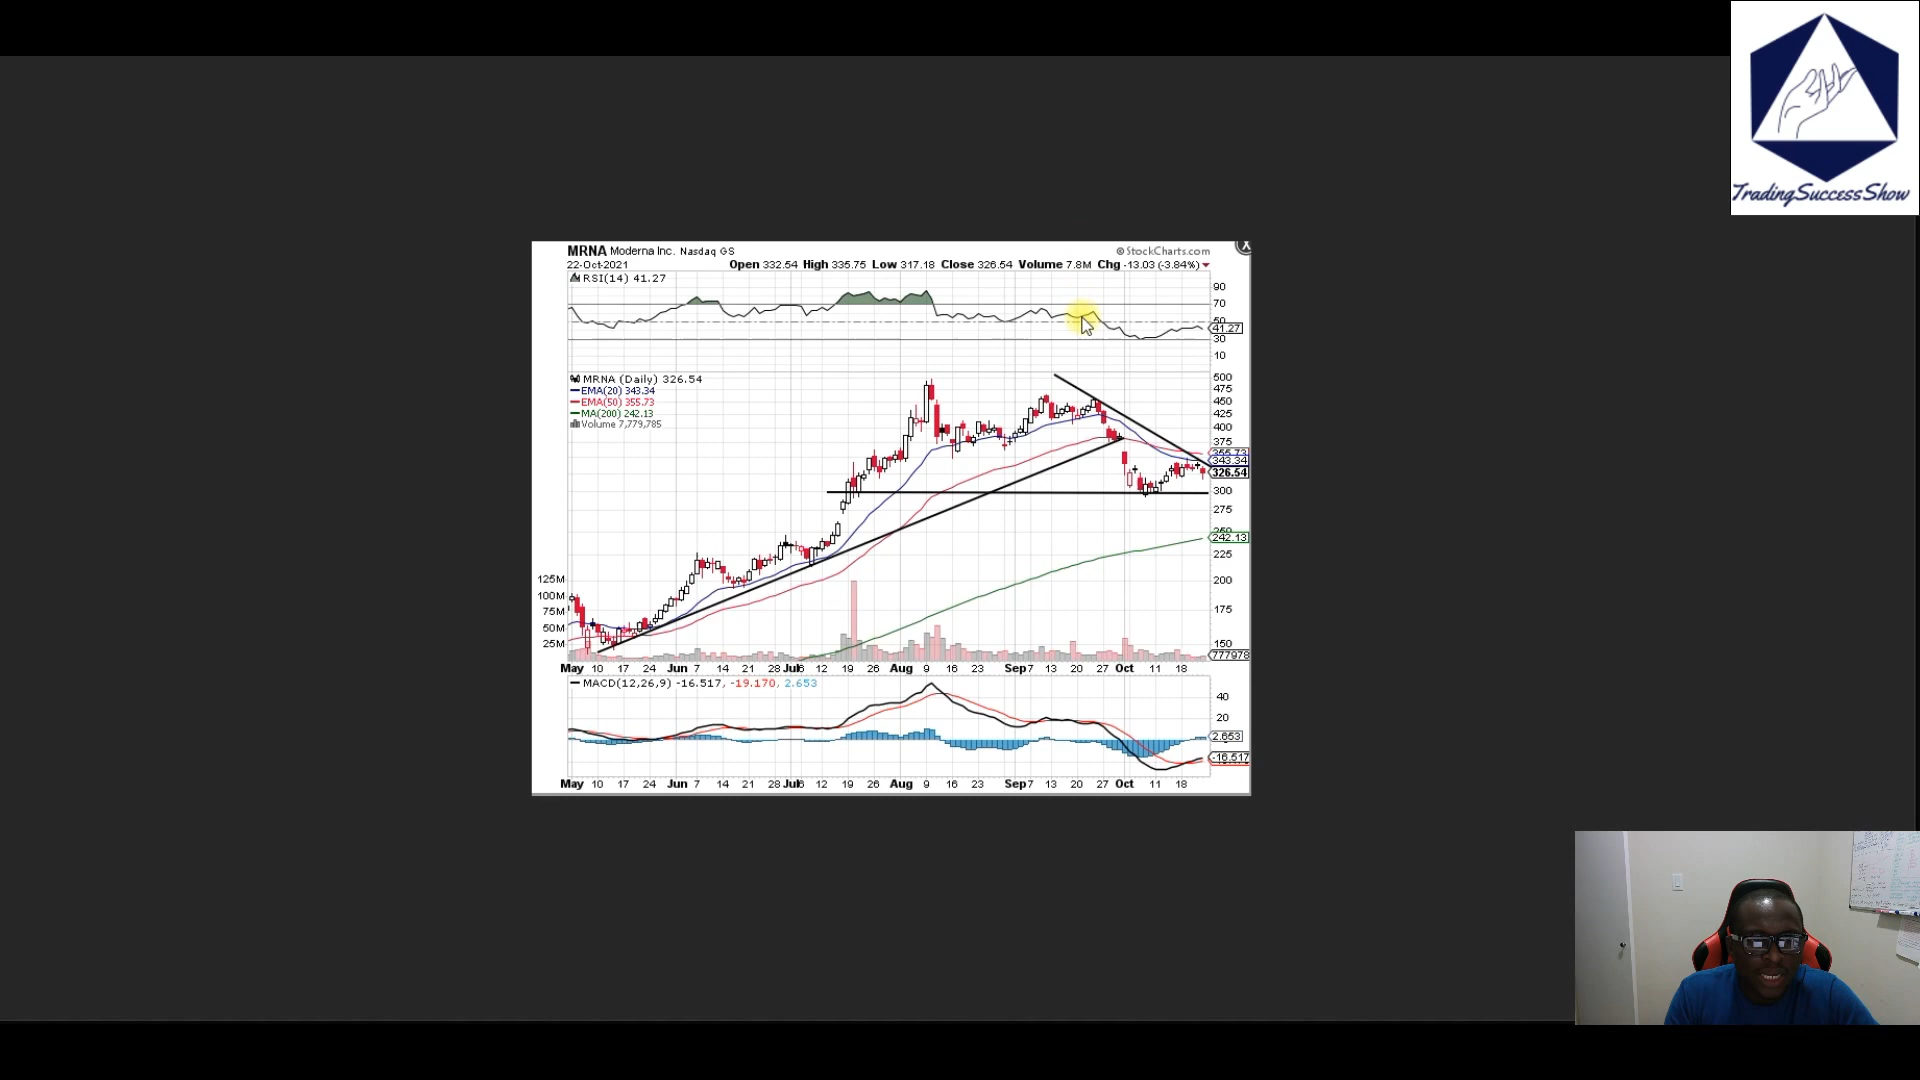 TradingSuccessShow
MRNA Moderna Inc. Nasdaq GS
© StockCharts.com
22-Oct-2021
Open 332.54 High 335.75 Low 317.18 Close 326.54 Volume 7.8M Chg -13.03 (-3.84%)
RSI(14) 41.27
90
70
50
41.27
30
10
MRNA (Daily) 326.54
EMA(20) 343.34
EMA(50) 355.73
MA(200) 242.13
Volume 7,779,785
500
475
450
425
400
375
355.73
343.34
326.54
300
275
250
242.13
225
200
175
150
125M
100M
75M
50M
25M
777978
May 10 17 24 Jun 7 14 21 28 Jul 6 12 19 26 Aug 9 16 23 Sep 7 13 20 27 Oct 11 18
MACD(12,26,9) -16.517, -19.170, 2.653
40
20
2.653
-16.517
May 10 17 24 Jun 7 14 21 28 Jul 6 12 19 26 Aug 9 16 23 Sep 7 13 20 27 Oct 11 18